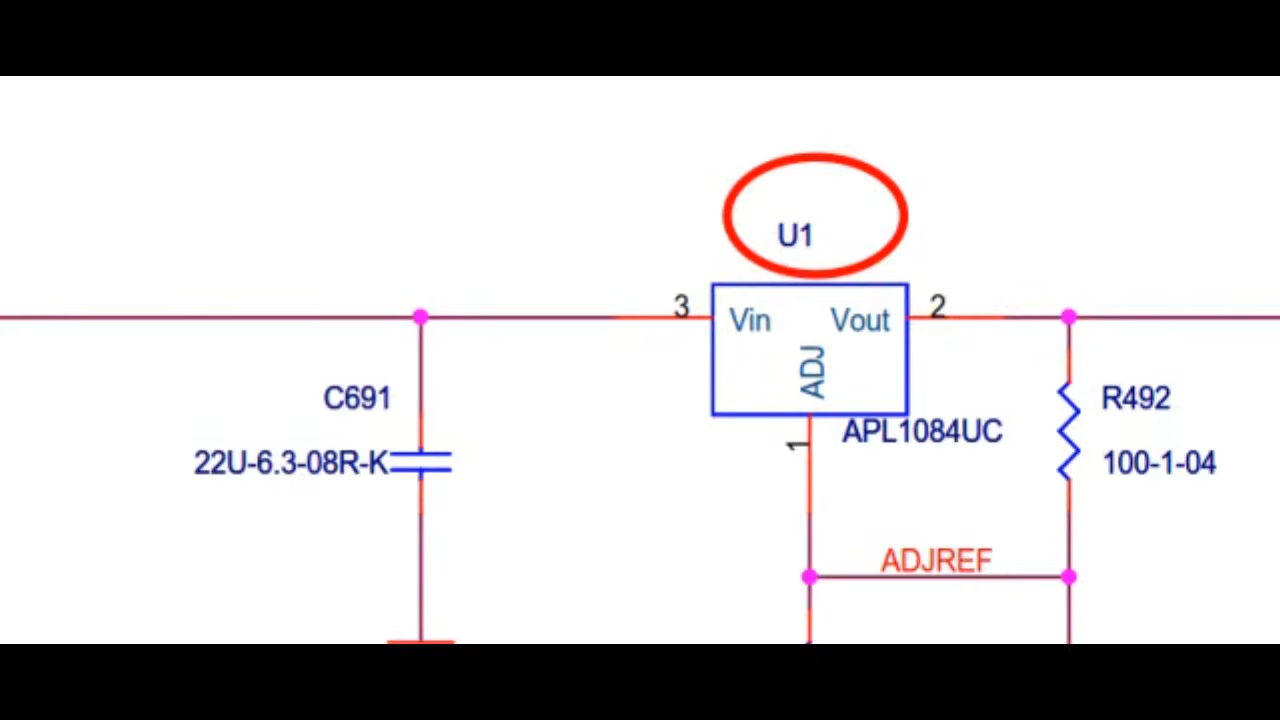 U1
3
Vin
Vout
2
ADJ
C691
22U-6.3-08R-K
APL1084UC
1
R492
100-1-04
ADJREF